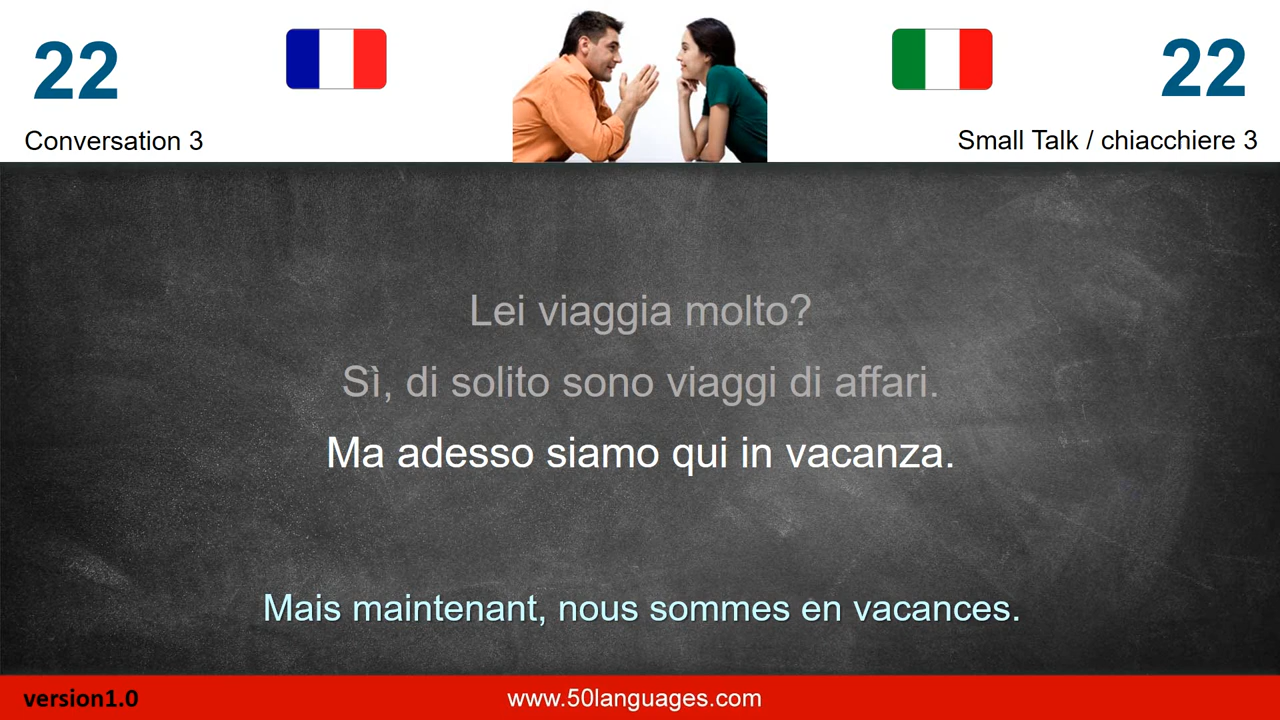 22
22
Conversation 3
Small Talk / chiacchiere 3
Lei viaggia molto?
Sì, di solito sono viaggi di affari.
Ma adesso siamo qui in vacanza.
Mais maintenant, nous sommes en vacances.
version1.0
www.50languages.com